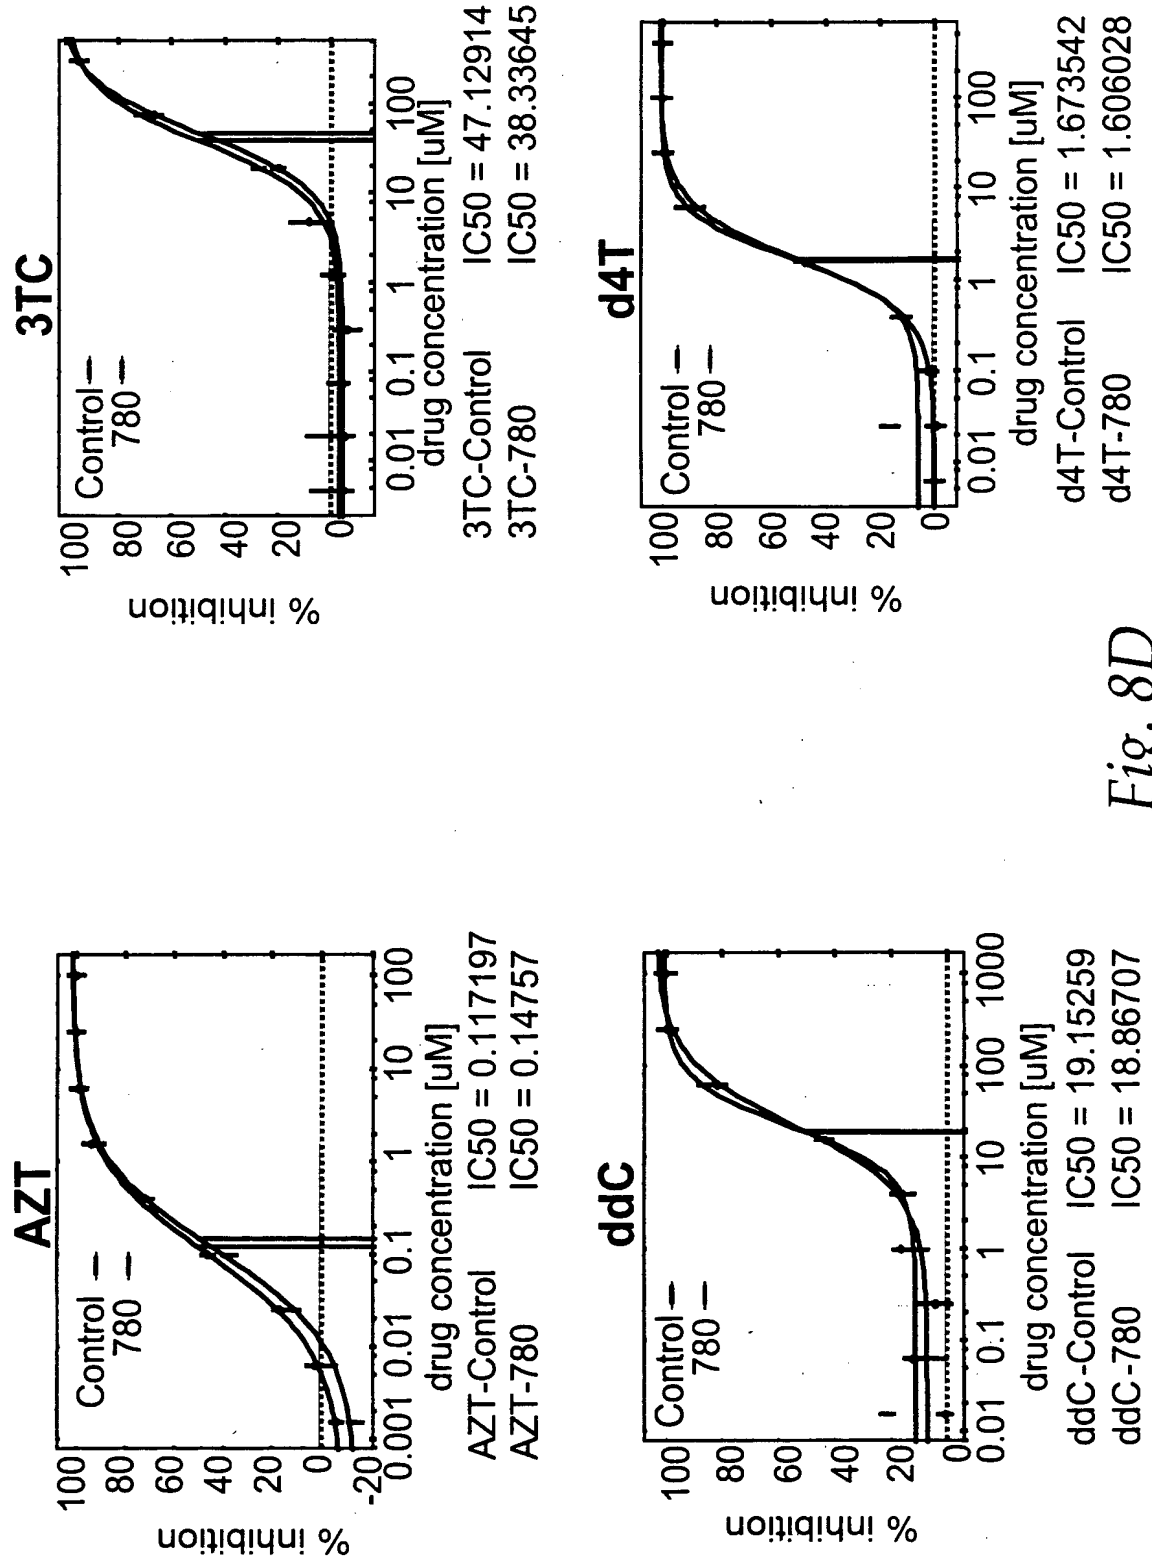 AZT
% inhibition
100
80
60
40
20
0
-20
Control
780
0.001 0.01 0.1 1 10 100
drug concentration [uM]
AZT-Control IC50 = 0.117197
AZT-780 IC50 = 0.14757
3TC
% inhibition
100
80
60
40
20
0
Control
780
0.01 0.1 1 10 100
drug concentration [uM]
3TC-Control IC50 = 47.12914
3TC-780 IC50 = 38.33645
ddC
% inhibition
100
80
60
40
20
0
Control
780
0.01 0.1 1 10 100 1000
drug concentration [uM]
ddC-Control IC50 = 19.15259
ddC-780 IC50 = 18.86707
d4T
% inhibition
100
80
60
40
20
0
Control
780
0.01 0.1 1 10 100
drug concentration [uM]
d4T-Control IC50 = 1.673542
d4T-780 IC50 = 1.606028
Fig. 8D